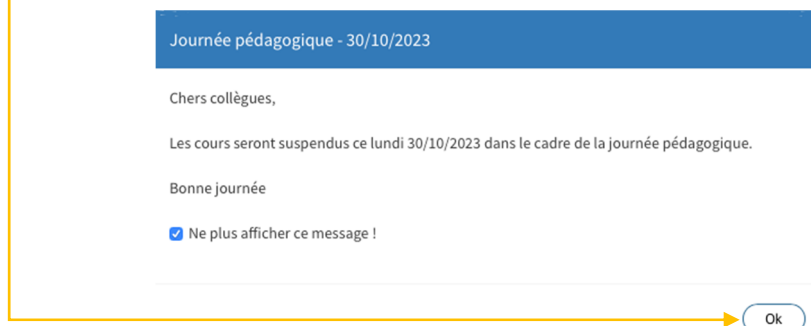 Journée pédagogique - 30/10/2023
Chers collègues,
Les cours seront suspendus ce lundi 30/10/2023 dans le cadre de la journée pédagogique.
Bonne journée
Ne plus afficher ce message !
Ok